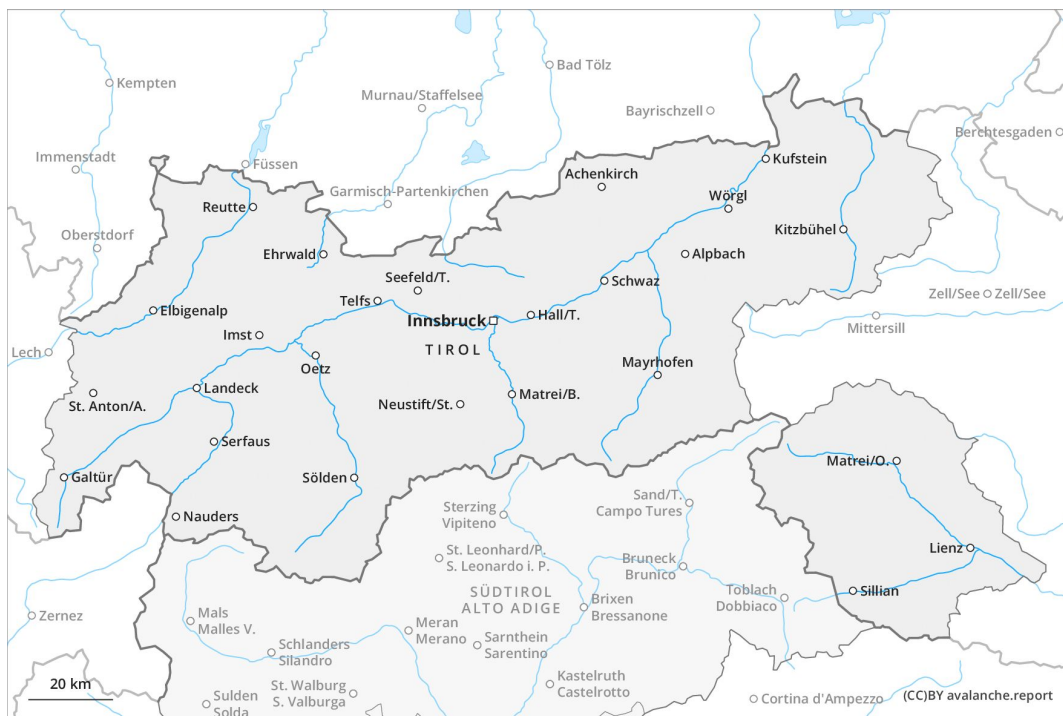 Kempten
Bad Tölz
Murnau/Staffelsee
Bayrischzell
Berchtesgaden
Immenstadt
Füssen
Kufstein
Garmisch-Partenkirchen
Achenkirch
Reutte
Wörgl
Oberstdorf
Kitzbühel
Ehrwald
Alpbach
Seefeld/T.
Schwaz
Telfs
Zell/See
Zell/See
Elbigenalp
Innsbruck
Hall/T.
Mittersill
Imst
TIROL
Lech
Oetz
Mayrhofen
Landeck
St. Anton/A.
Neustift/St.
Matrei/B.
Serfaus
Matrei/O.
Galtür
Sölden
Sand/T.
Campo Tures
Sterzing
Vipiteno
Nauders
Lienz
St. Leonhard/P.
S. Leonardo i. P.
Bruneck
Brunico
SÜDTIROL
ALTO ADIGE
Sillian
Toblach
Dobbiaco
Brixen
Bressanone
Zernez
Mals
Malles V.
Meran
Merano
Sarnthein
Sarentino
Schlanders
Silandro
Kastelruth
Castelrotto
20 km
St. Walburg
S. Valburga
Sulden
Solda
Cortina d'Ampezzo
(CC)BY avalanche.report